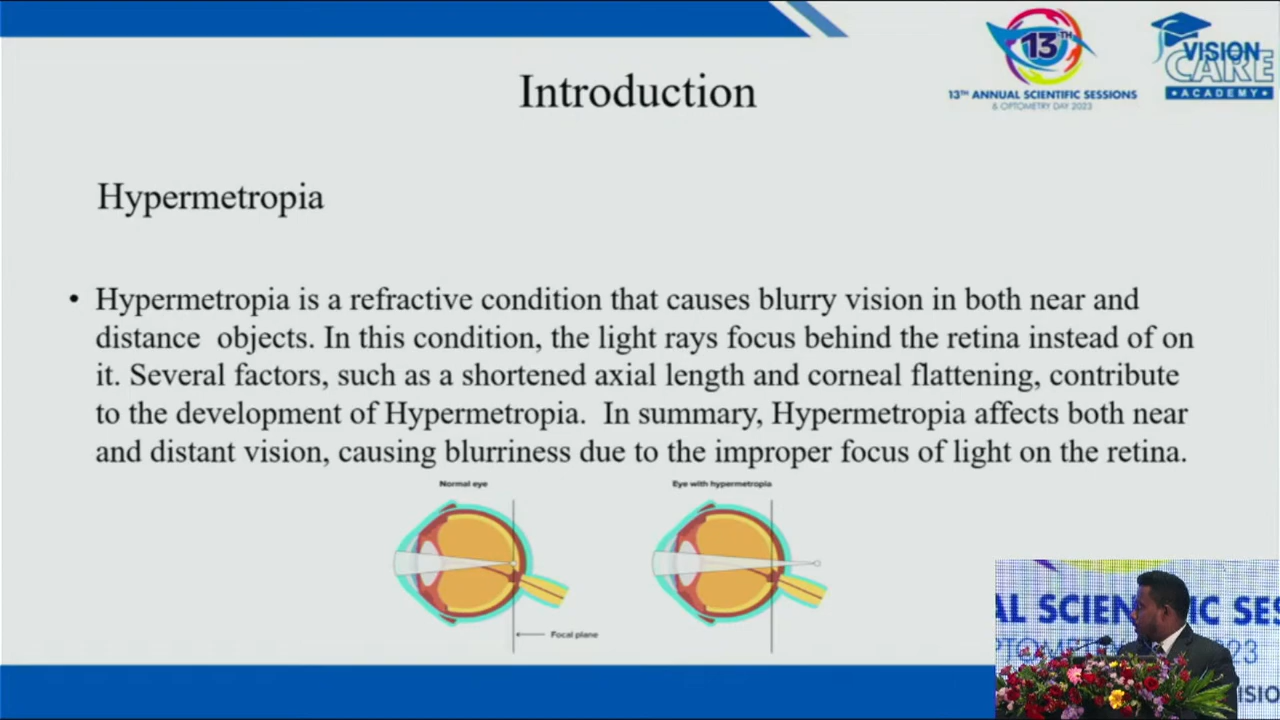 13TH
13TH ANNUAL SCIENTIFIC SESSIONS
& OPTOMETRY DAY 2023
VISION
CARE
ACADEMY
Introduction
Hypermetropia
• Hypermetropia is a refractive condition that causes blurry vision in both near and
distance objects. In this condition, the light rays focus behind the retina instead of on
it. Several factors, such as a shortened axial length and corneal flattening, contribute
to the development of Hypermetropia. In summary, Hypermetropia affects both near
and distant vision, causing blurriness due to the improper focus of light on the retina.
Normal eye
Eye with hypermetropia
Focal plane
AL SCIEN IC SES
OPTOM 2023
ISIO